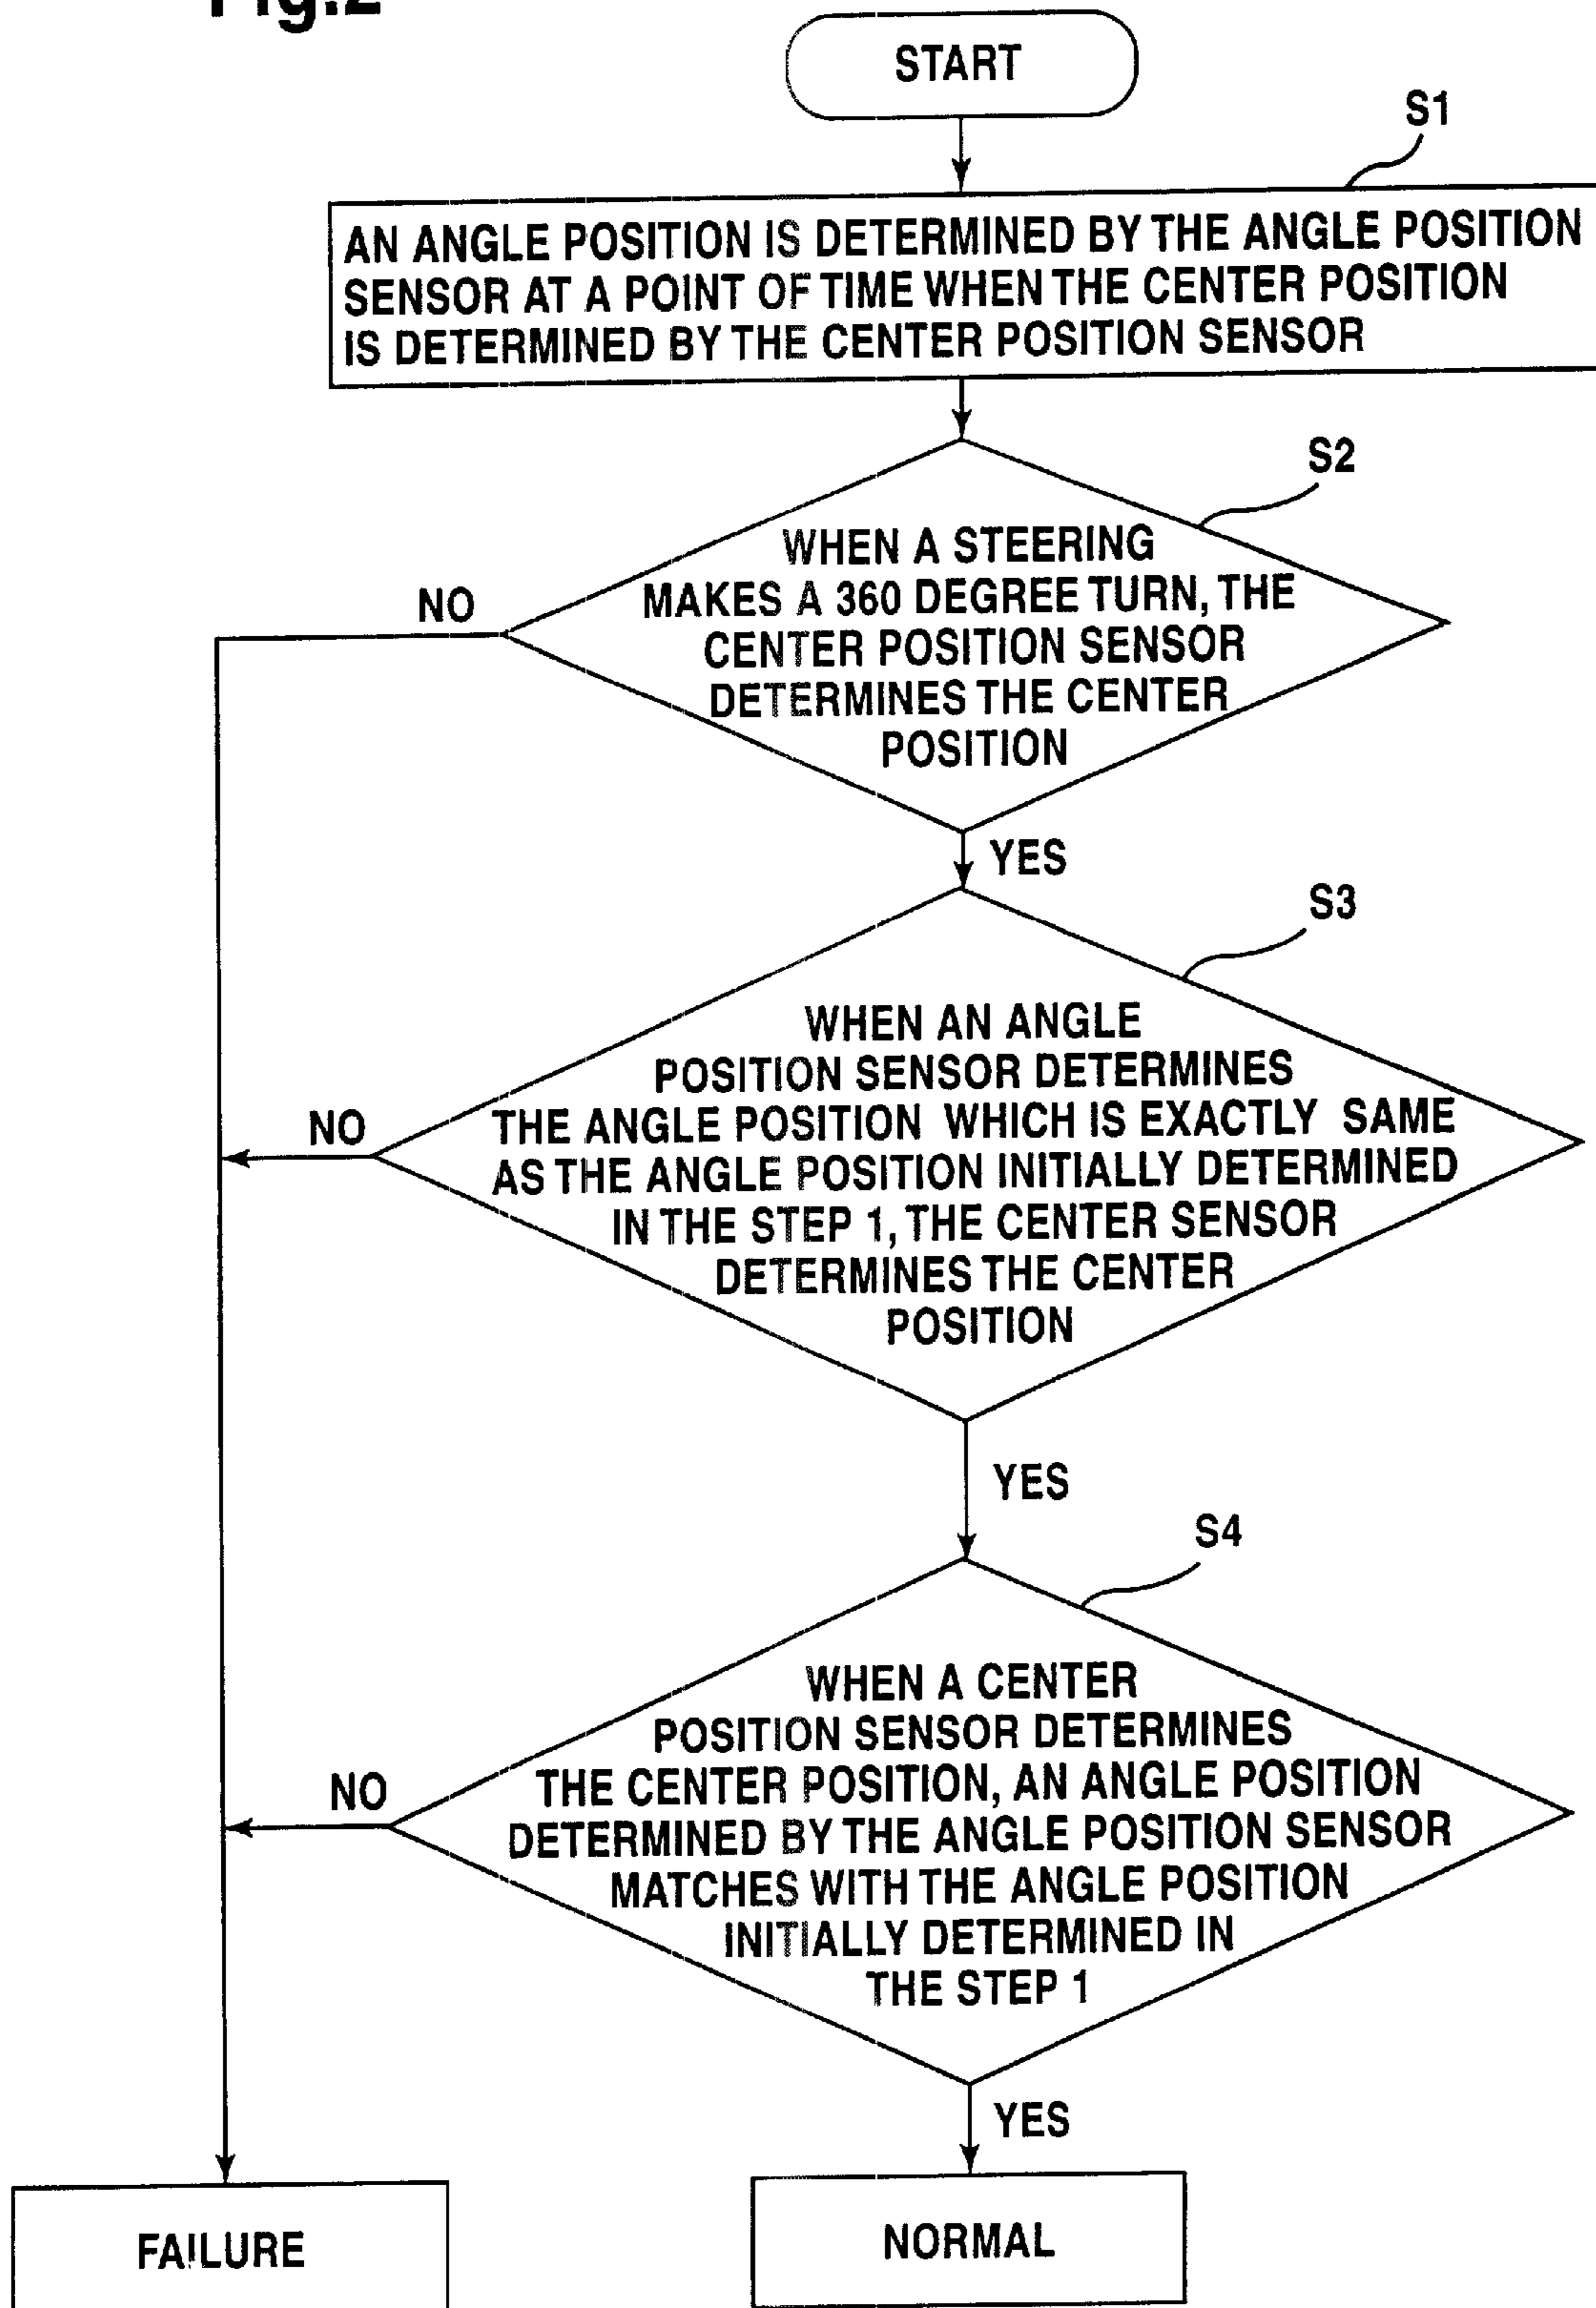 Fig.2
START
S1
AN ANGLE POSITION IS DETERMINED BY THE ANGLE POSITION
SENSOR AT A POINT OF TIME WHEN THE CENTER POSITION
IS DETERMINED BY THE CENTER POSITION SENSOR
S2
WHEN A STEERING
MAKES A 360 DEGREE TURN, THE
CENTER POSITION SENSOR
DETERMINES THE CENTER
POSITION
NO
YES
S3
WHEN AN ANGLE
POSITION SENSOR DETERMINES
THE ANGLE POSITION WHICH IS EXACTLY SAME
AS THE ANGLE POSITION INITIALLY DETERMINED
IN THE STEP 1, THE CENTER SENSOR
DETERMINES THE CENTER
POSITION
NO
YES
S4
WHEN A CENTER
POSITION SENSOR DETERMINES
THE CENTER POSITION, AN ANGLE POSITION
DETERMINED BY THE ANGLE POSITION SENSOR
MATCHES WITH THE ANGLE POSITION
INITIALLY DETERMINED IN
THE STEP 1
NO
YES
FAILURE
NORMAL